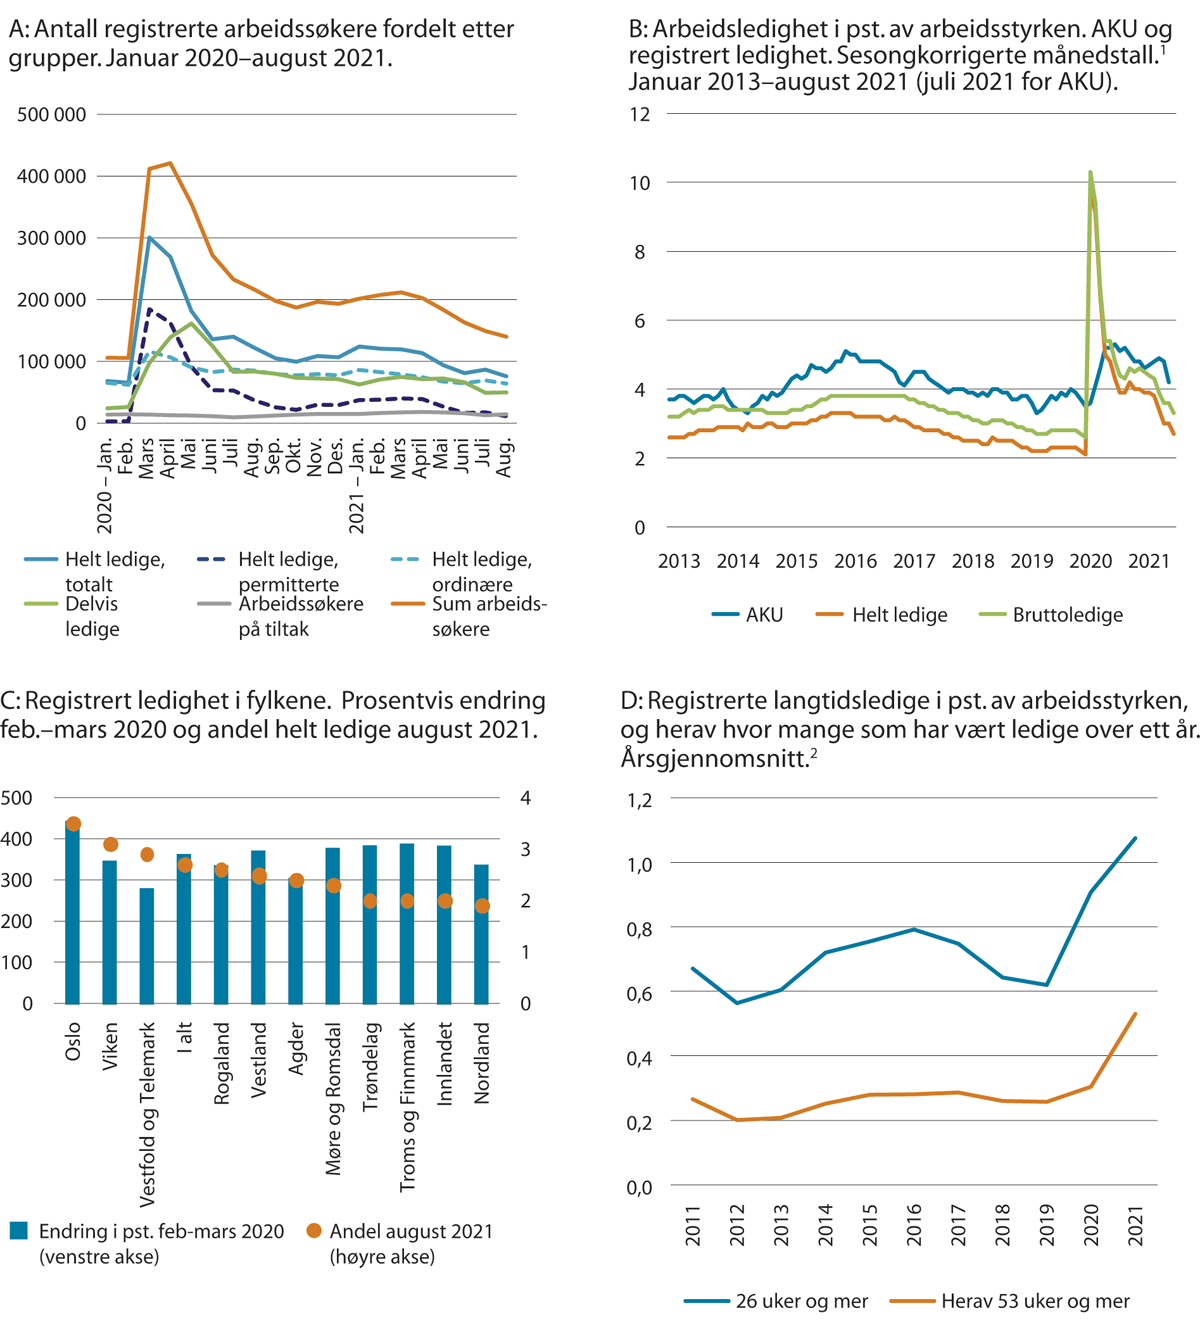 A: Antall registrerte arbeidssøkere fordelt etter
grupper. Januar 2020–august 2021.
500 000
400 000
300 000
200 000
100 000
0
2020 – Jan.
Feb.
Mars
April
Mai
Juni
Juli
Aug.
Sep.
Okt.
Nov.
Des.
2021 – Jan.
Feb.
Mars
April
Mai
Juni
Juli
Aug.
Helt ledige,
totalt
Helt ledige,
permitterte
Helt ledige,
ordinære
Delvis
ledige
Arbeidssøkere
på tiltak
Sum arbeids-
søkere
B: Arbeidsledighet i pst. av arbeidsstyrken. AKU og
registrert ledighet. Sesongkorrigerte månedstall.¹
Januar 2013–august 2021 (juli 2021 for AKU).
12
10
8
6
4
2
0
2013 2014 2015 2016 2017 2018 2019 2020 2021
AKU Helt ledige Bruttoledige
C: Registrert ledighet i fylkene. Prosentvis endring
feb.–mars 2020 og andel helt ledige august 2021.
500
400
300
200
100
0
4
3
2
1
0
Oslo
Viken
Vestfold og Telemark
I alt
Rogaland
Vestland
Agder
Møre og Romsdal
Trøndelag
Troms og Finnmark
Innlandet
Nordland
Endring i pst. feb-mars 2020
(venstre akse)
Andel august 2021
(høyre akse)
D: Registrerte langtidsledige i pst. av arbeidsstyrken,
og herav hvor mange som har vært ledige over ett år.
Årsgjennomsnitt.²
1,2
1,0
0,8
0,6
0,4
0,2
0,0
2011
2012
2013
2014
2015
2016
2017
2018
2019
2020
2021
26 uker og mer Herav 53 uker og mer